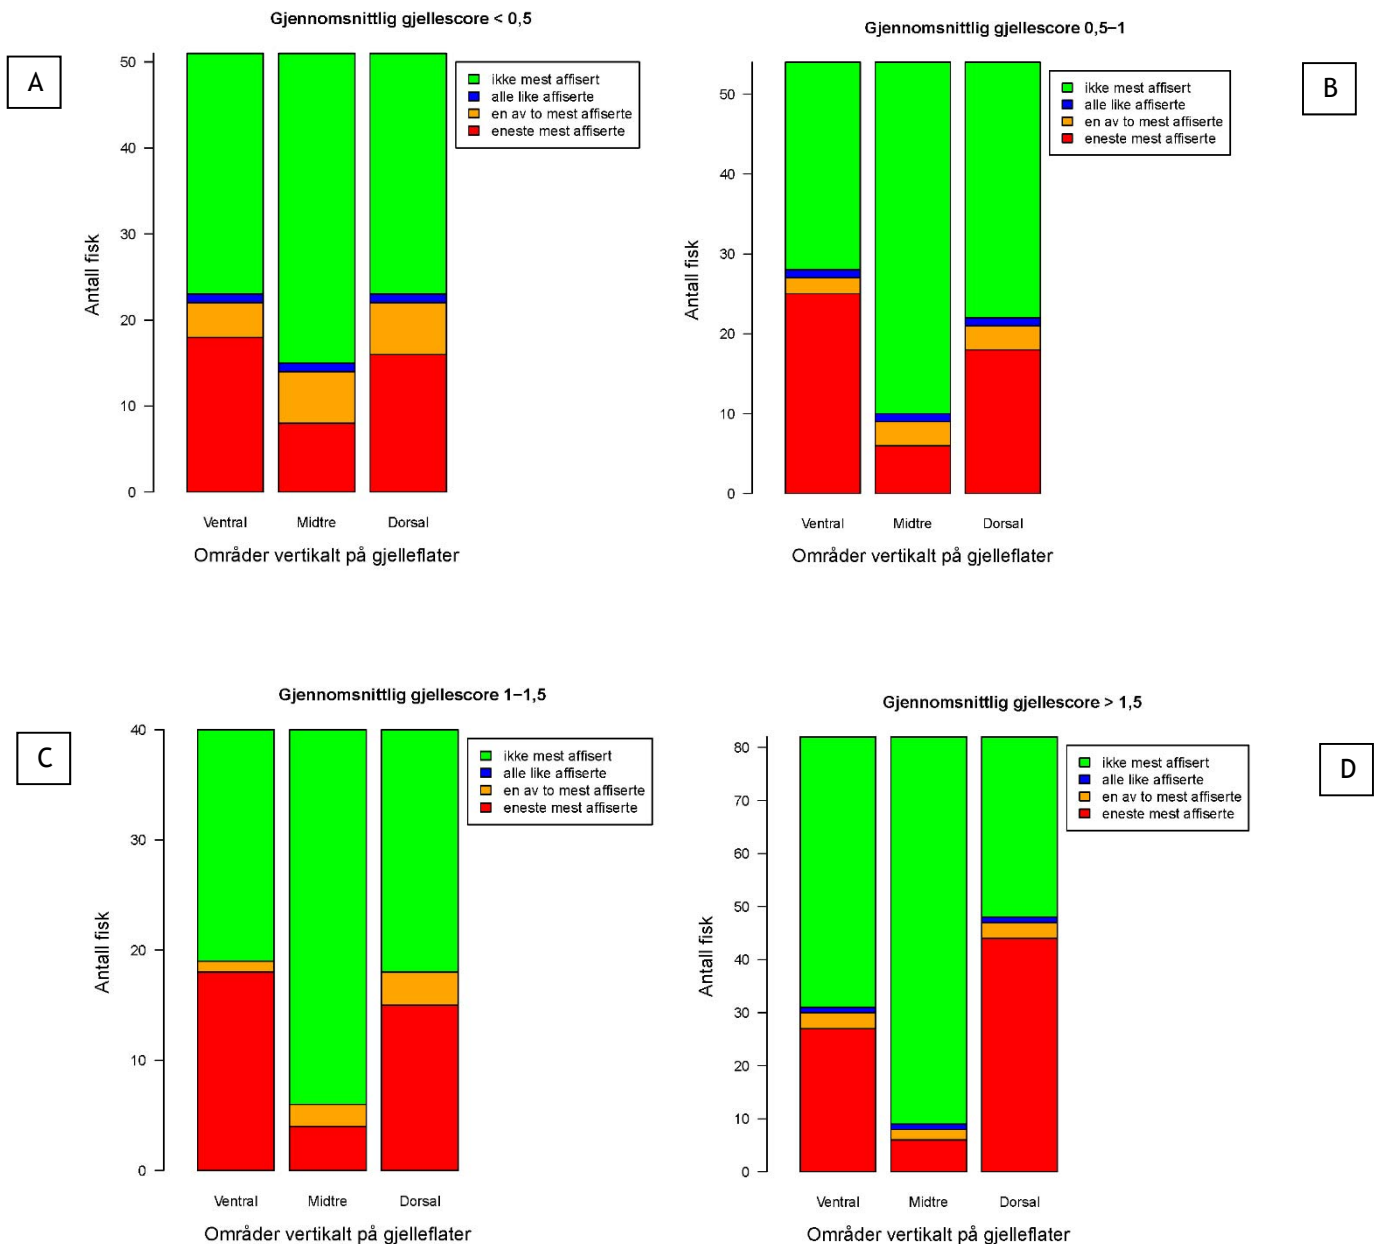 A
Gjennomsnittlig gjellescore < 0,5
50
40
30
20
10
0
Antall fisk
ikke mest affisert
alle like affiserte
en av to mest affiserte
eneste mest affiserte
Ventral Midtre Dorsal
Områder vertikalt på gjelleflater
B
Gjennomsnittlig gjellescore 0,5−1
50
40
30
20
10
0
Antall fisk
ikke mest affisert
alle like affiserte
en av to mest affiserte
eneste mest affiserte
Ventral Midtre Dorsal
Områder vertikalt på gjelleflater
C
Gjennomsnittlig gjellescore 1−1,5
40
30
20
10
0
Antall fisk
ikke mest affisert
alle like affiserte
en av to mest affiserte
eneste mest affiserte
Ventral Midtre Dorsal
Områder vertikalt på gjelleflater
D
Gjennomsnittlig gjellescore > 1,5
80
70
60
50
40
30
20
10
0
Antall fisk
ikke mest affisert
alle like affiserte
en av to mest affiserte
eneste mest affiserte
Ventral Midtre Dorsal
Områder vertikalt på gjelleflater